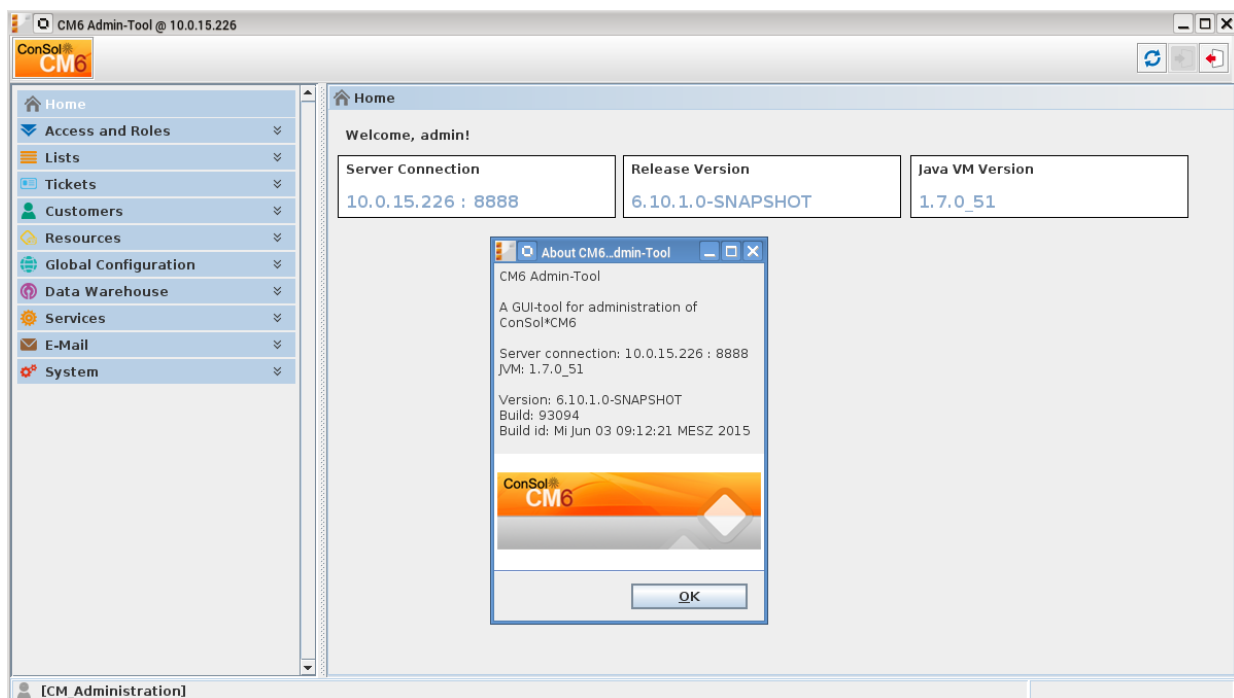 CM6 Admin-Tool @ 10.0.15.226
ConSol*
CM6
Home
Access and Roles
Lists
Tickets
Customers
Resources
Global Configuration
Data Warehouse
Services
E-Mail
System
Home
Welcome, admin!
Server Connection
10.0.15.226 : 8888
Release Version
6.10.1.0-SNAPSHOT
Java VM Version
1.7.0_51
About CM6...dmin-Tool
CM6 Admin-Tool
A GUI-tool for administration of
ConSol*CM6
Server connection: 10.0.15.226 : 8888
JVM: 1.7.0_51
Version: 6.10.1.0-SNAPSHOT
Build: 93094
Build id: Mi Jun 03 09:12:21 MESZ 2015
ConSol*
CM6
OK
[CM_Administration]